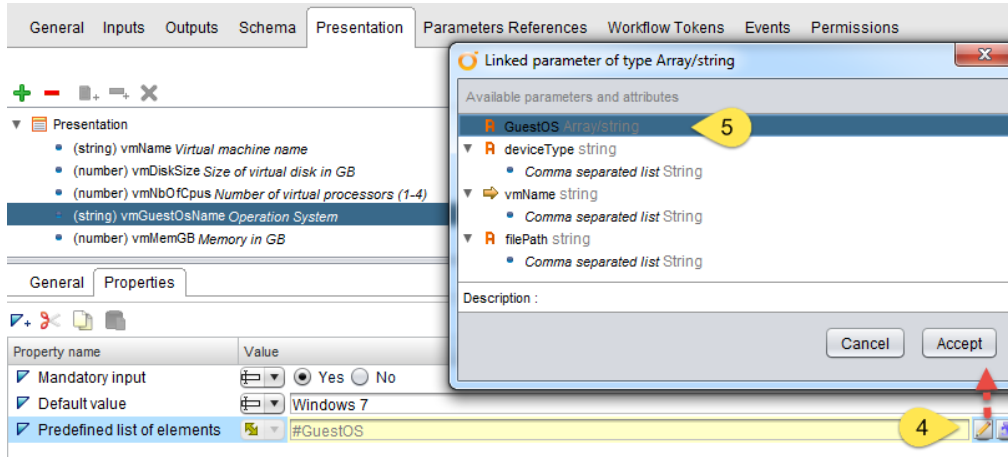 General Inputs Outputs Schema Presentation Parameters References Workflow Tokens Events Permissions
Linked parameter of type Array/string
Available parameters and attributes
GuestOS Array/string
5
deviceType string
Comma separated list String
vmName string
Comma separated list String
filePath string
Comma separated list String
Description :
Cancel Accept
Presentation
(string) vmName Virtual machine name
(number) vmDiskSize Size of virtual disk in GB
(number) vmNbOfCpus Number of virtual processors (1-4)
(string) vmGuestOsName Operation System
(number) vmMemGB Memory in GB
General Properties
Property name Value
Mandatory input Yes No
Default value Windows 7
Predefined list of elements #GuestOS
4